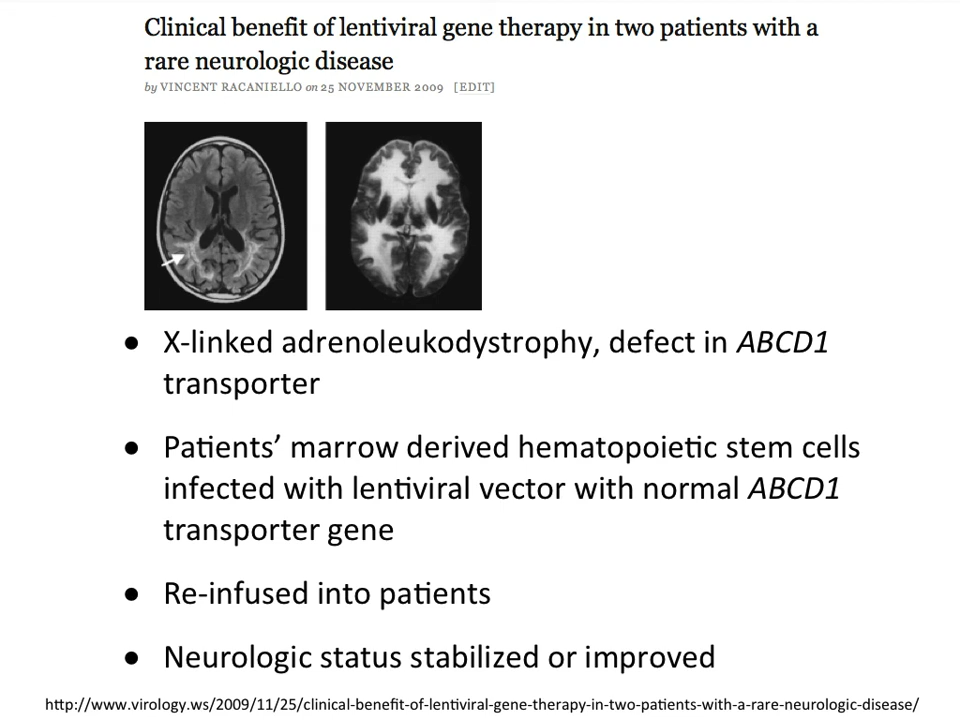 Clinical benefit of lentiviral gene therapy in two patients with a
rare neurologic disease
by VINCENT RACANIELLO on 25 NOVEMBER 2009 [EDIT]
● X-linked adrenoleukodystrophy, defect in ABCD1
transporter
● Patients’ marrow derived hematopoietic stem cells
infected with lentiviral vector with normal ABCD1
transporter gene
● Re-infused into patients
● Neurologic status stabilized or improved
http://www.virology.ws/2009/11/25/clinical-benefit-of-lentiviral-gene-therapy-in-two-patients-with-a-rare-neurologic-disease/